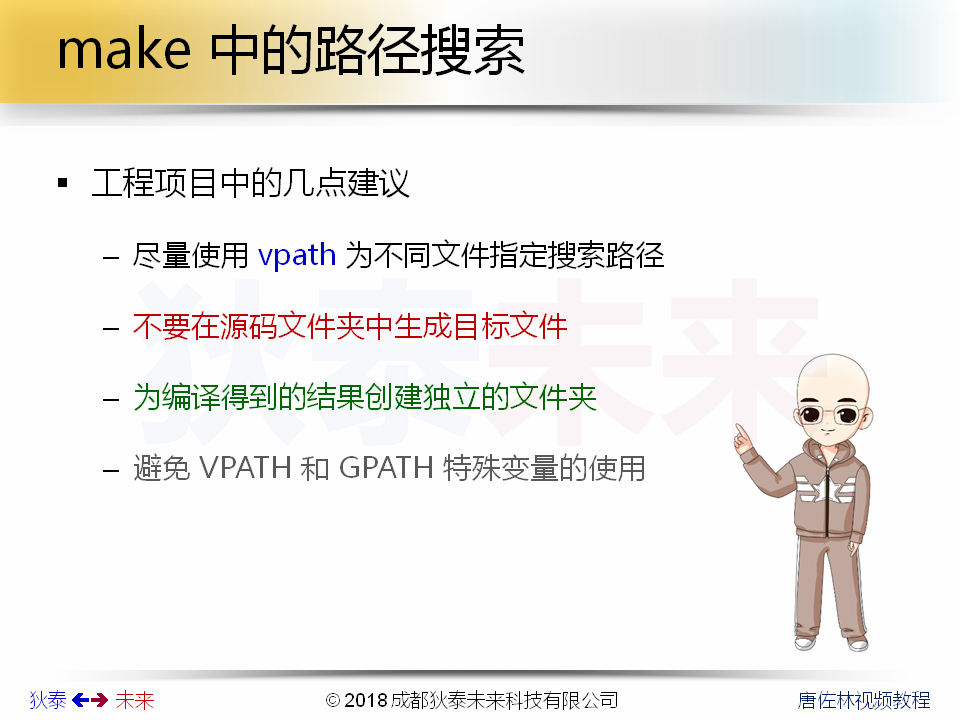 make 中的路径搜索
▪ 工程项目中的几点建议
– 尽量使用 vpath 为不同文件指定搜索路径
– 不要在源码文件夹中生成目标文件
– 为编译得到的结果创建独立的文件夹
– 避免 VPATH 和 GPATH 特殊变量的使用
狄泰未来
狄泰 ←→ 未来
© 2018 成都狄泰未来科技有限公司
唐佐林视频教程